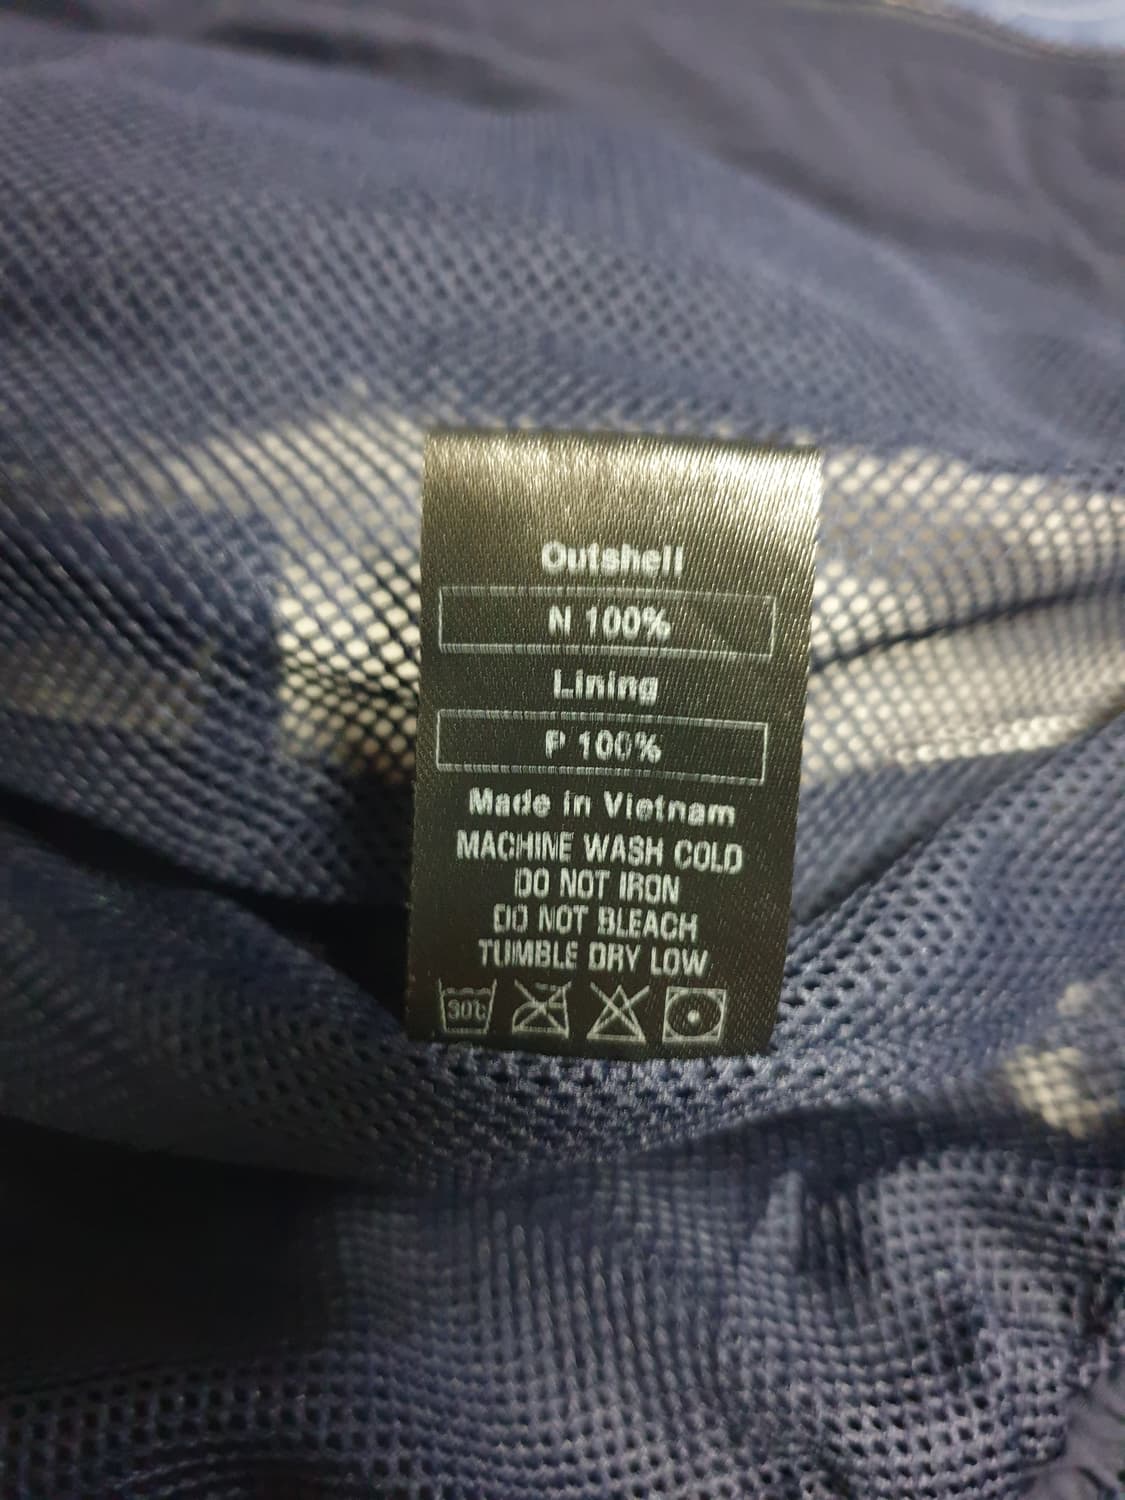 Outshell
N 100%
Lining
P 100%
Made in Vietnam
MACHINE WASH COLD
DO NOT IRON
DO NOT BLEACH
TUMBLE DRY LOW
30℃